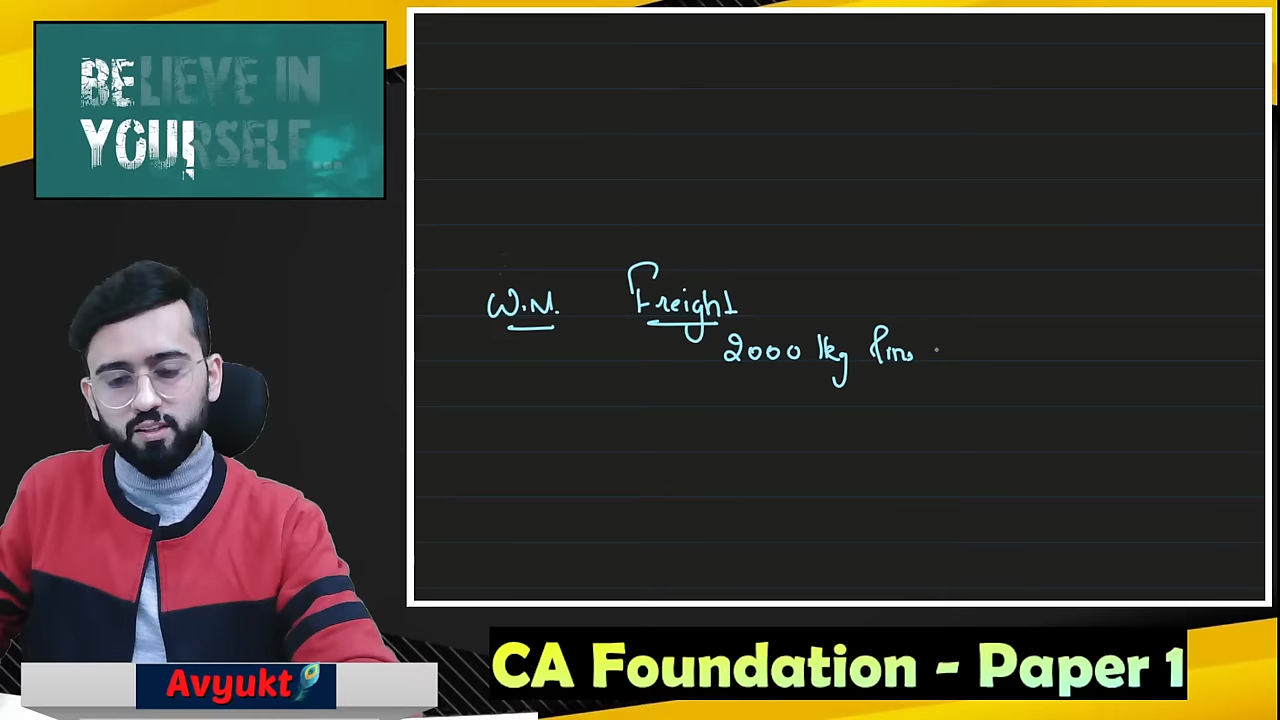 BELIEVE IN
YOURSELF...
W.N. Freight
2000 kg
Avyukt
CA Foundation - Paper 1